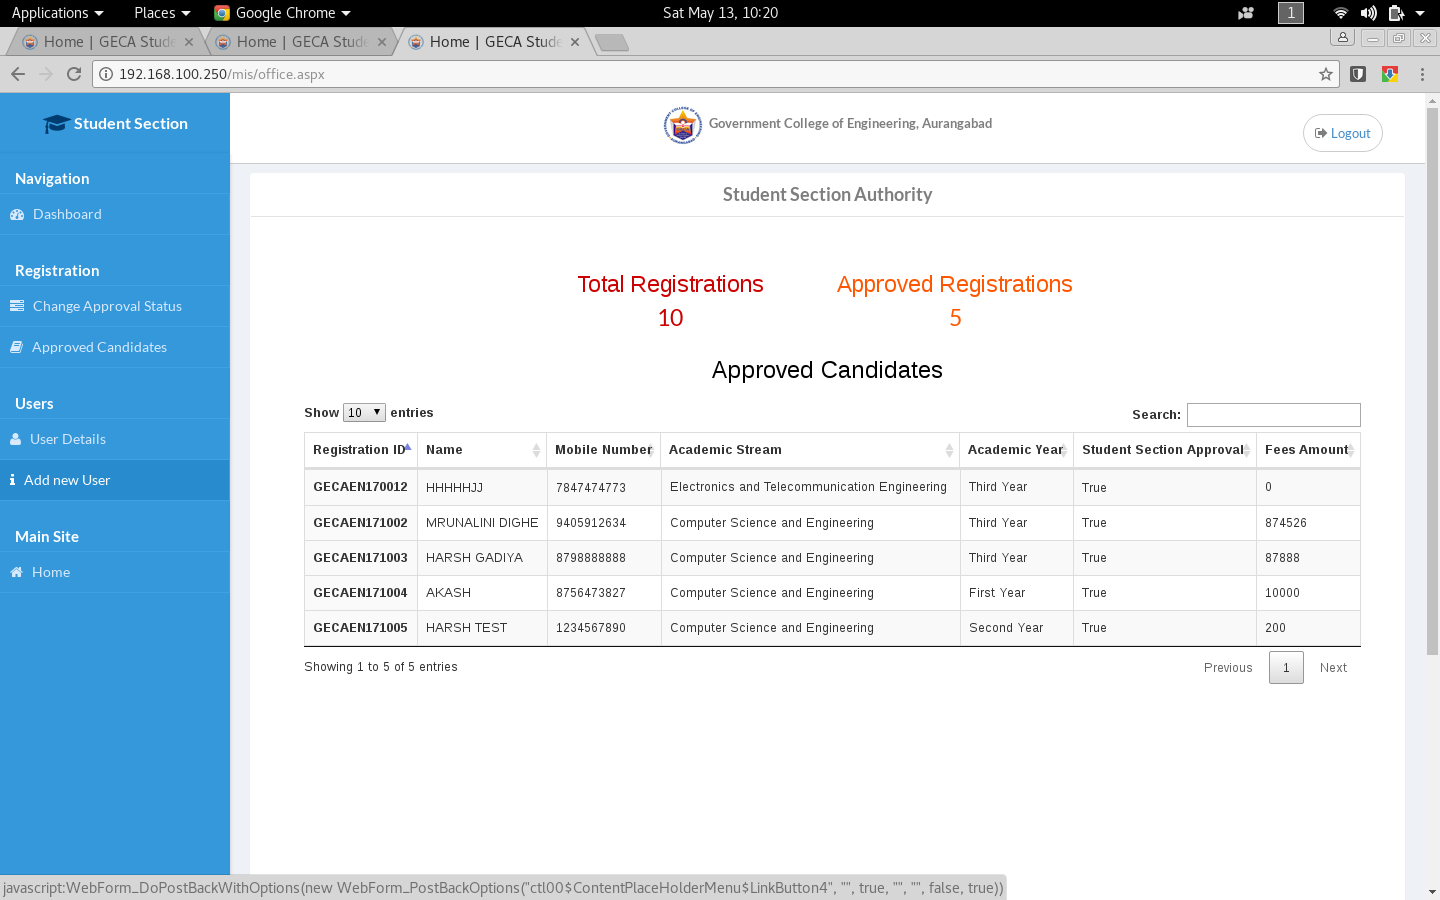 Applications Places Google Chrome Sat May 13, 10:20 1
Home | GECA Stude Home | GECA Stude Home | GECA Stude
192.168.100.250/mis/office.aspx
Student Section
Government College of Engineering, Aurangabad
Logout
Navigation
Dashboard
Registration
Change Approval Status
Approved Candidates
Users
User Details
Add new User
Main Site
Home
Student Section Authority
Total Registrations Approved Registrations
10 5
Approved Candidates
Show 10 entries Search:
Registration ID Name Mobile Number Academic Stream Academic Year Student Section Approval Fees Amount
GECAEN170012 HHHHHJJ 7847474773 Electronics and Telecommunication Engineering Third Year True 0
GECAEN171002 MRUNALINI DIGHE 9405912634 Computer Science and Engineering Third Year True 874526
GECAEN171003 HARSH GADIYA 8798888888 Computer Science and Engineering Third Year True 87888
GECAEN171004 AKASH 8756473827 Computer Science and Engineering First Year True 10000
GECAEN171005 HARSH TEST 1234567890 Computer Science and Engineering Second Year True 200
Showing 1 to 5 of 5 entries Previous 1 Next
javascript:WebForm_DoPostBackWithOptions(new WebForm_PostBackOptions("ctl00$ContentPlaceHolderMenu$LinkButton4", "", true, "", "", false, true))